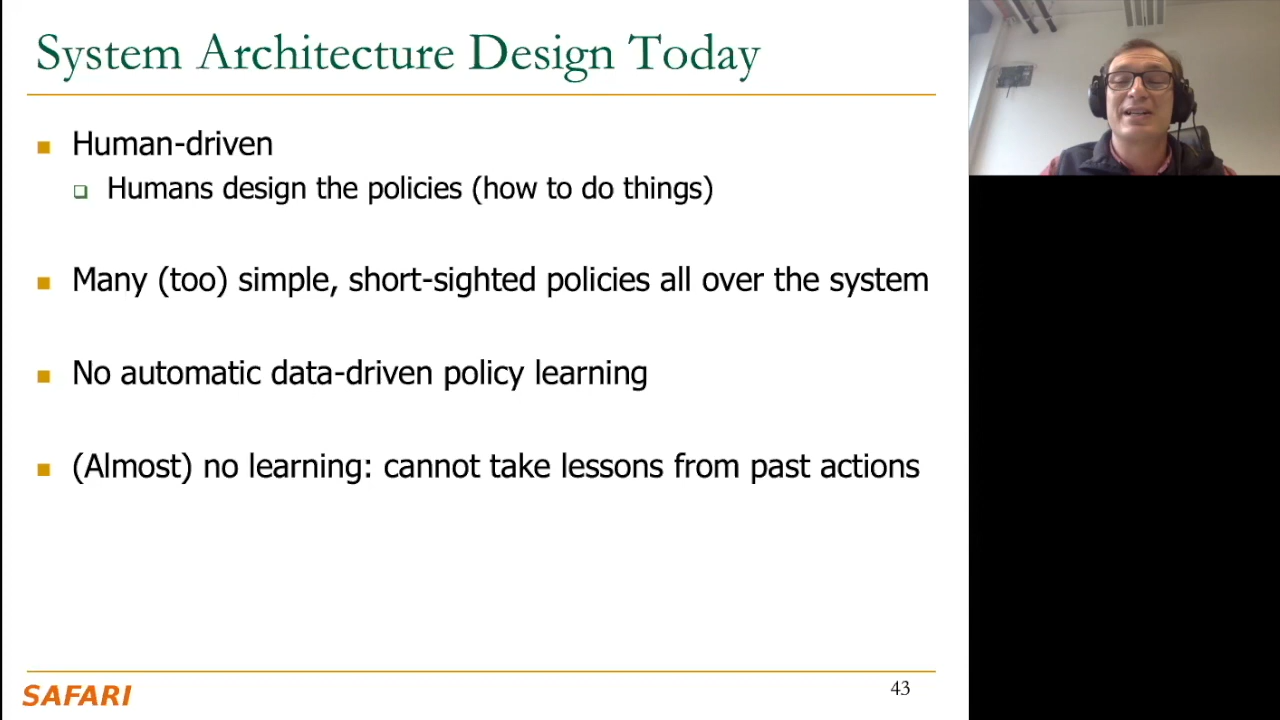 System Architecture Design Today
Human-driven
Humans design the policies (how to do things)
Many (too) simple, short-sighted policies all over the system
No automatic data-driven policy learning
(Almost) no learning: cannot take lessons from past actions
SAFARI
43